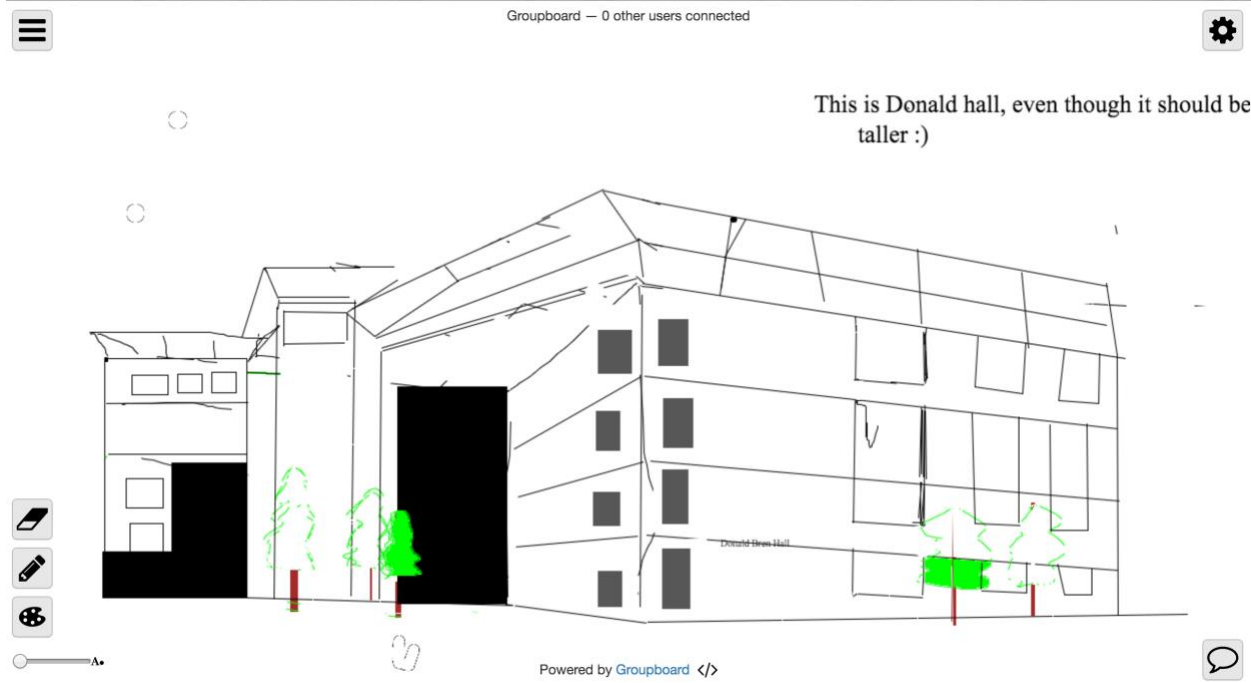 Groupboard — 0 other users connected
This is Donald hall, even though it should be
taller :)
Donald Bren Hall
A
Powered by Groupboard </>